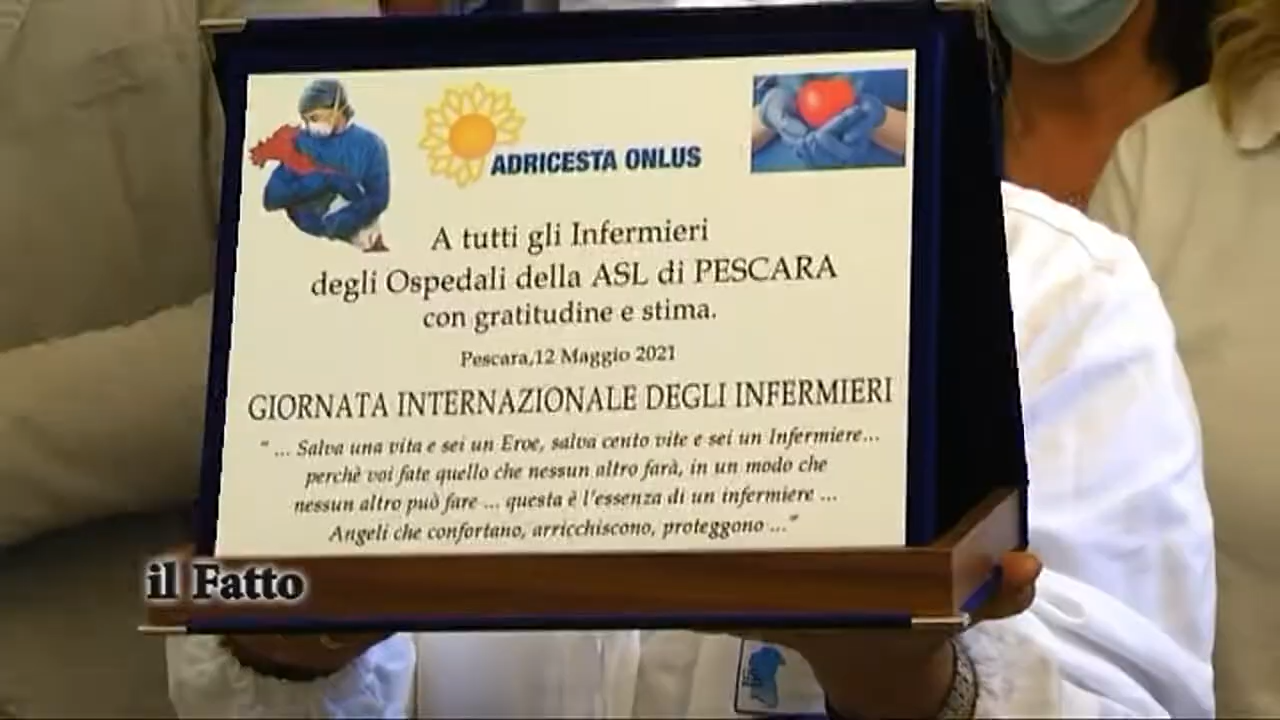 ADRICESTA ONLUS
A tutti gli Infermieri
degli Ospedali della ASL di PESCARA
con gratitudine e stima.
Pescara,12 Maggio 2021
GIORNATA INTERNAZIONALE DEGLI INFERMIERI
" ... Salva una vita e sei un Eroe, salva cento vite e sei un Infermiere...
perchè voi fate quello che nessun altro farà, in un modo che
nessun altro può fare ... questa è l'essenza di un infermiere ...
Angeli che confortano, arricchiscono, proteggono ..."
il Fatto